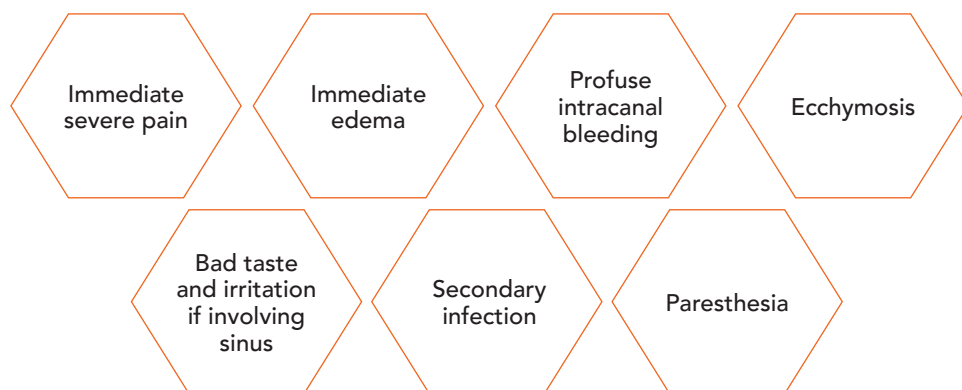 Immediate
severe pain
Immediate
edema
Profuse
intracanal
bleeding
Ecchymosis
Bad taste
and irritation
if involving
sinus
Secondary
infection
Paresthesia